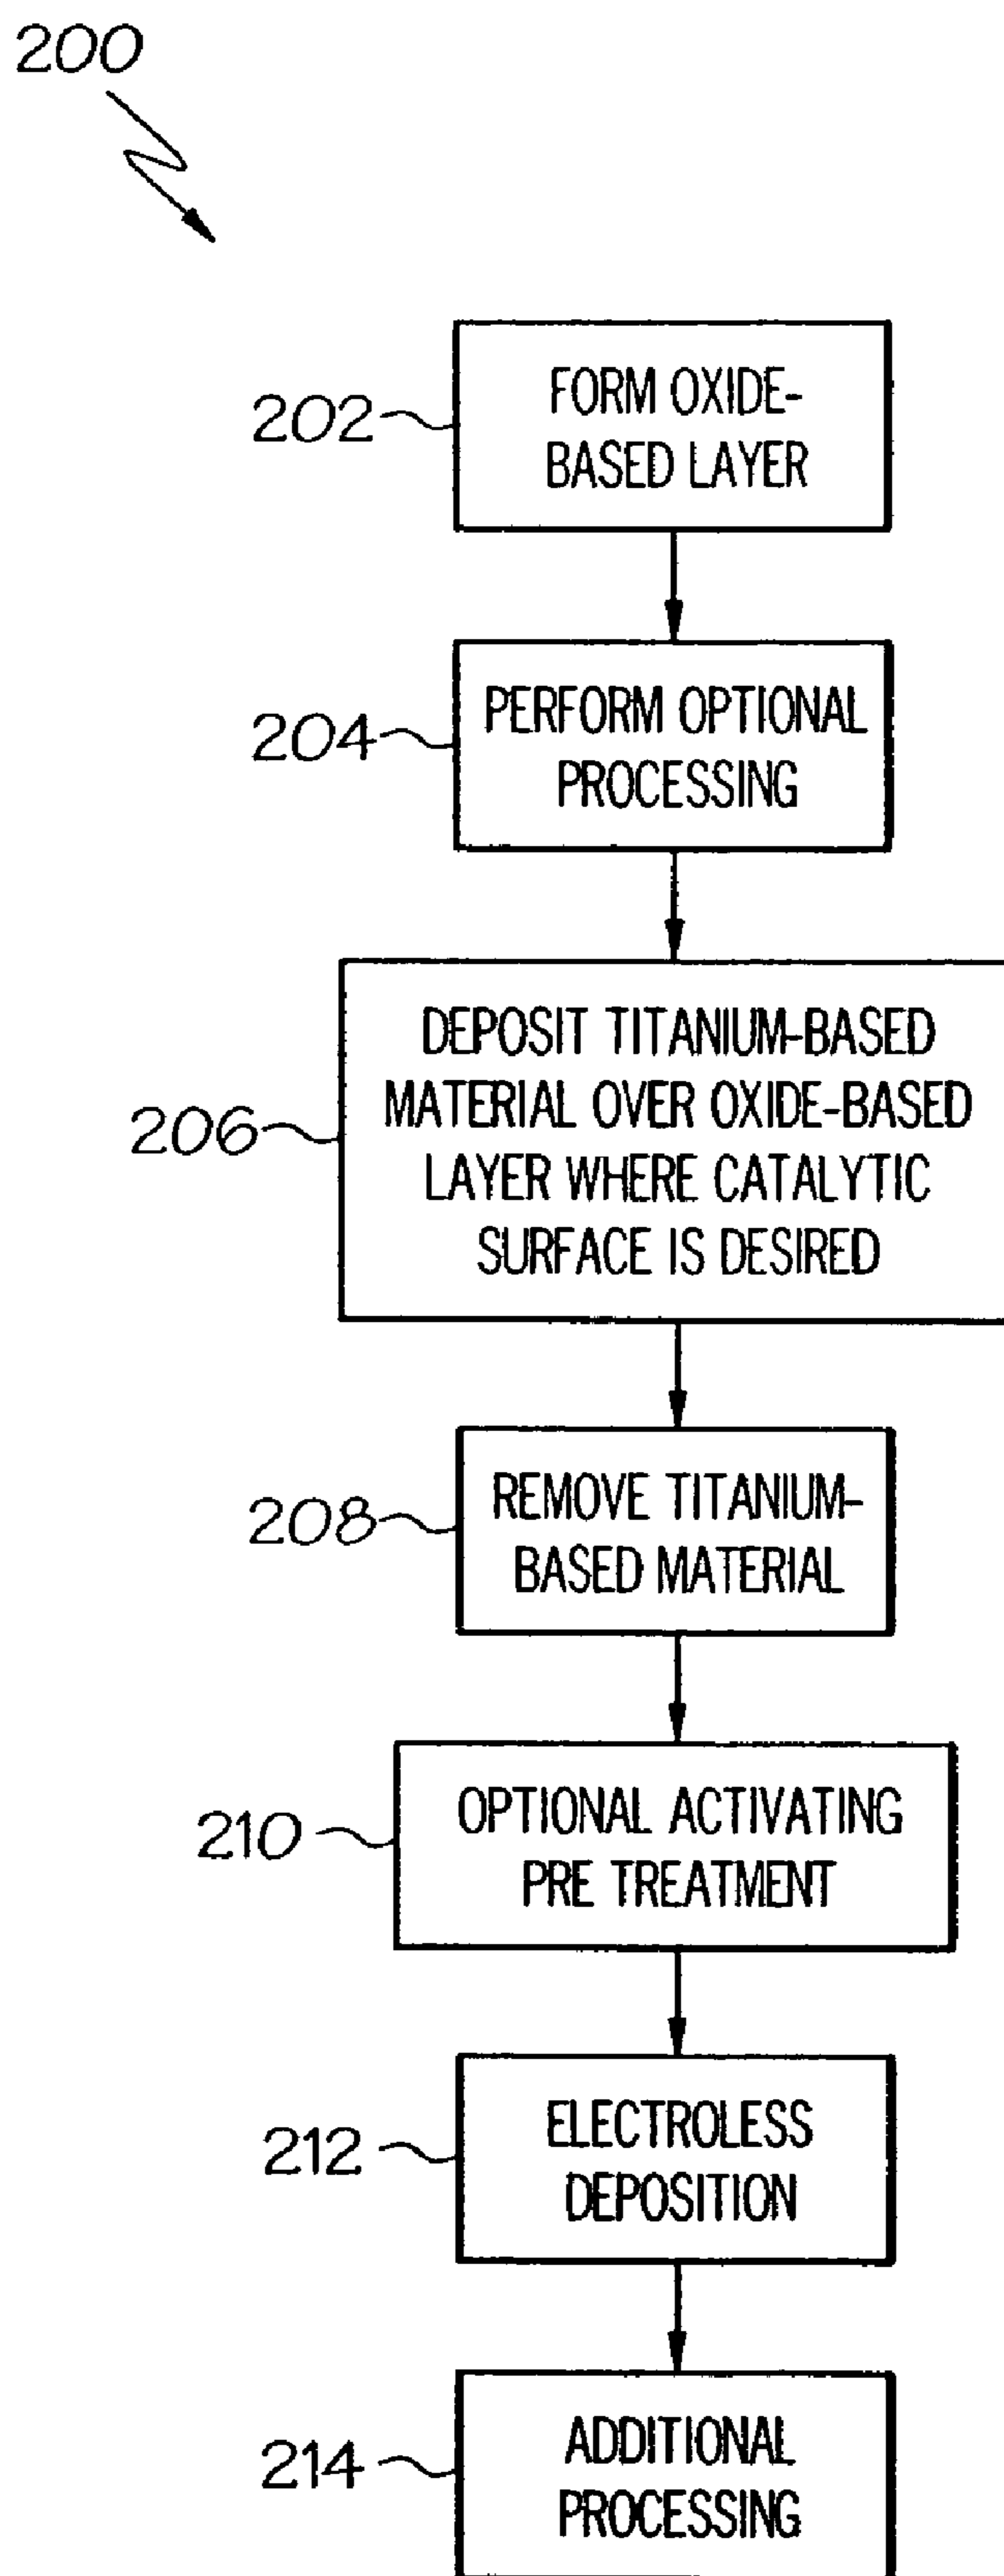 200
202
FORM OXIDE-
BASED LAYER
204
PERFORM OPTIONAL
PROCESSING
206
DEPOSIT TITANIUM-BASED
MATERIAL OVER OXIDE-BASED
LAYER WHERE CATALYTIC
SURFACE IS DESIRED
208
REMOVE TITANIUM-
BASED MATERIAL
210
OPTIONAL ACTIVATING
PRE TREATMENT
212
ELECTROLESS
DEPOSITION
214
ADDITIONAL
PROCESSING